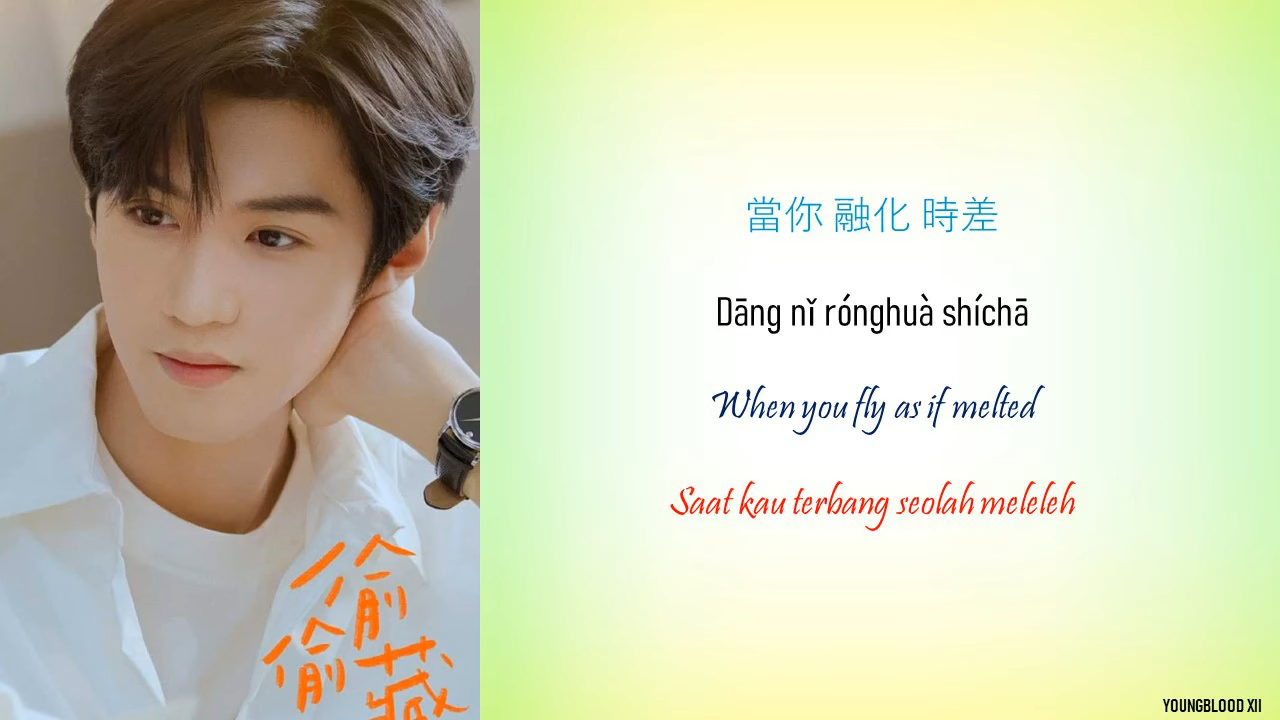 當你 融化 時差
Dāng nǐ rónghuà shíchā
When you fly as if melted
Saat kau terbang seolah meleleh
偷偷藏
YOUNGBLOOD XII